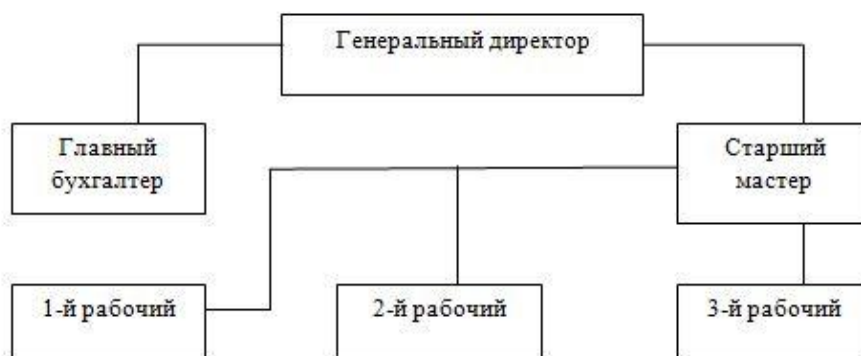 Генеральный директор
Главный
бухгалтер
Старший
мастер
1-й рабочий
2-й рабочий
3-й рабочий